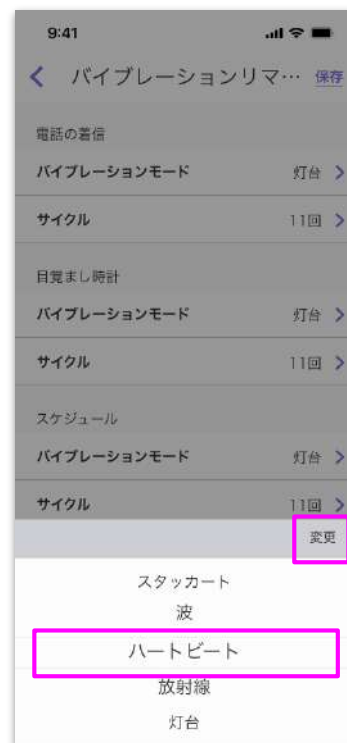 9:41
バイブレーションリマ… 保存
電話の着信
バイブレーションモード 灯台
サイクル 11回
目覚まし時計
バイブレーションモード 灯台
サイクル 11回
スケジュール
バイブレーションモード 灯台
サイクル 11回
変更
スタッカート
波
ハートビート
放射線
灯台